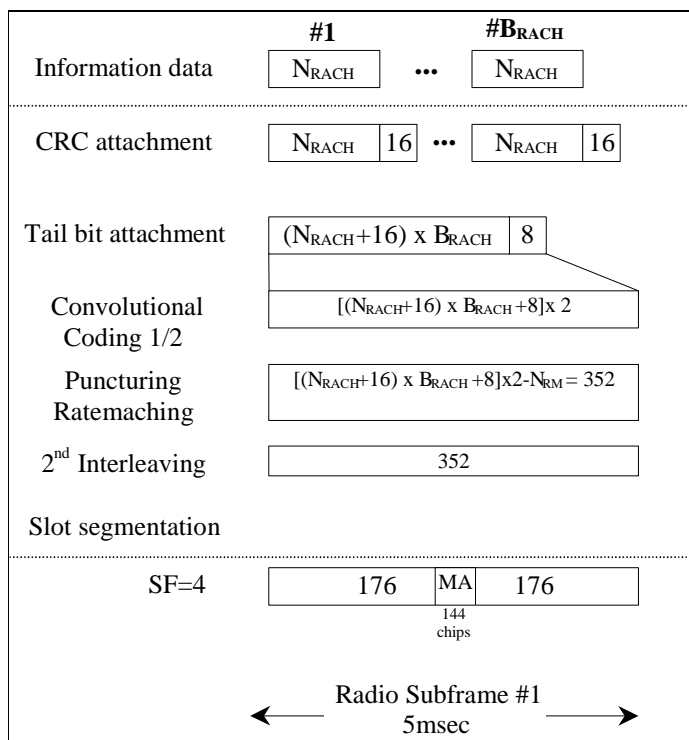 #1 #BRACH
Information data NRACH ••• NRACH
CRC attachment NRACH 16 ••• NRACH 16
Tail bit attachment (NRACH+16) x BRACH 8
Convolutional Coding 1/2 [(NRACH+16) x BRACH +8]x 2
Puncturing Ratemaching [(NRACH+16) x BRACH +8]x2-NRM = 352
2nd Interleaving 352
Slot segmentation
SF=4 176 MA 176
144
chips
Radio Subframe #1
5msec